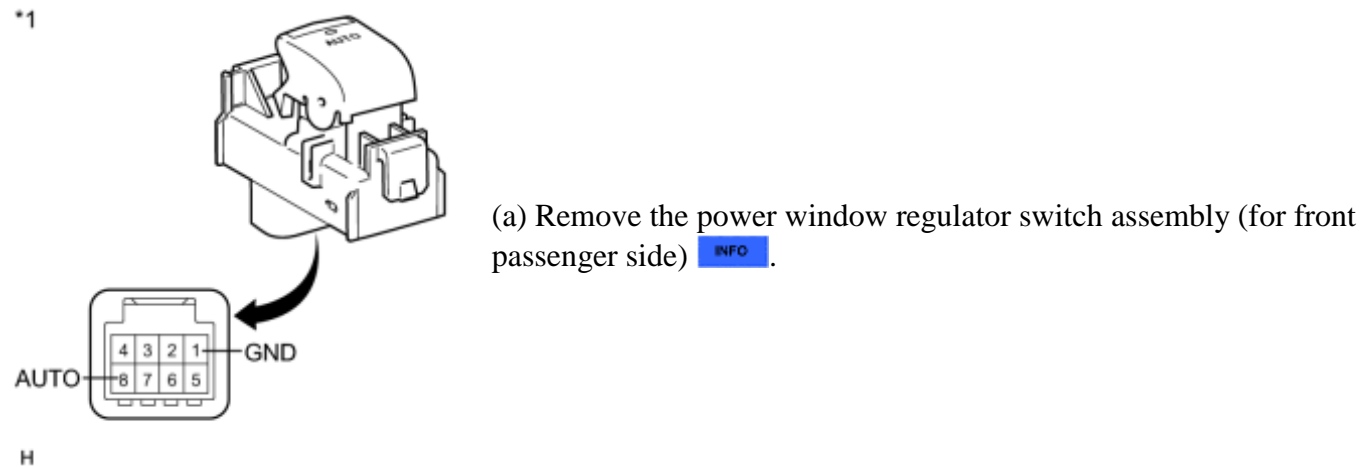 *1
AUTO
(a) Remove the power window regulator switch assembly (for front
passenger side) INFO .
4 3 2 1 GND
AUTO 8 7 6 5
H